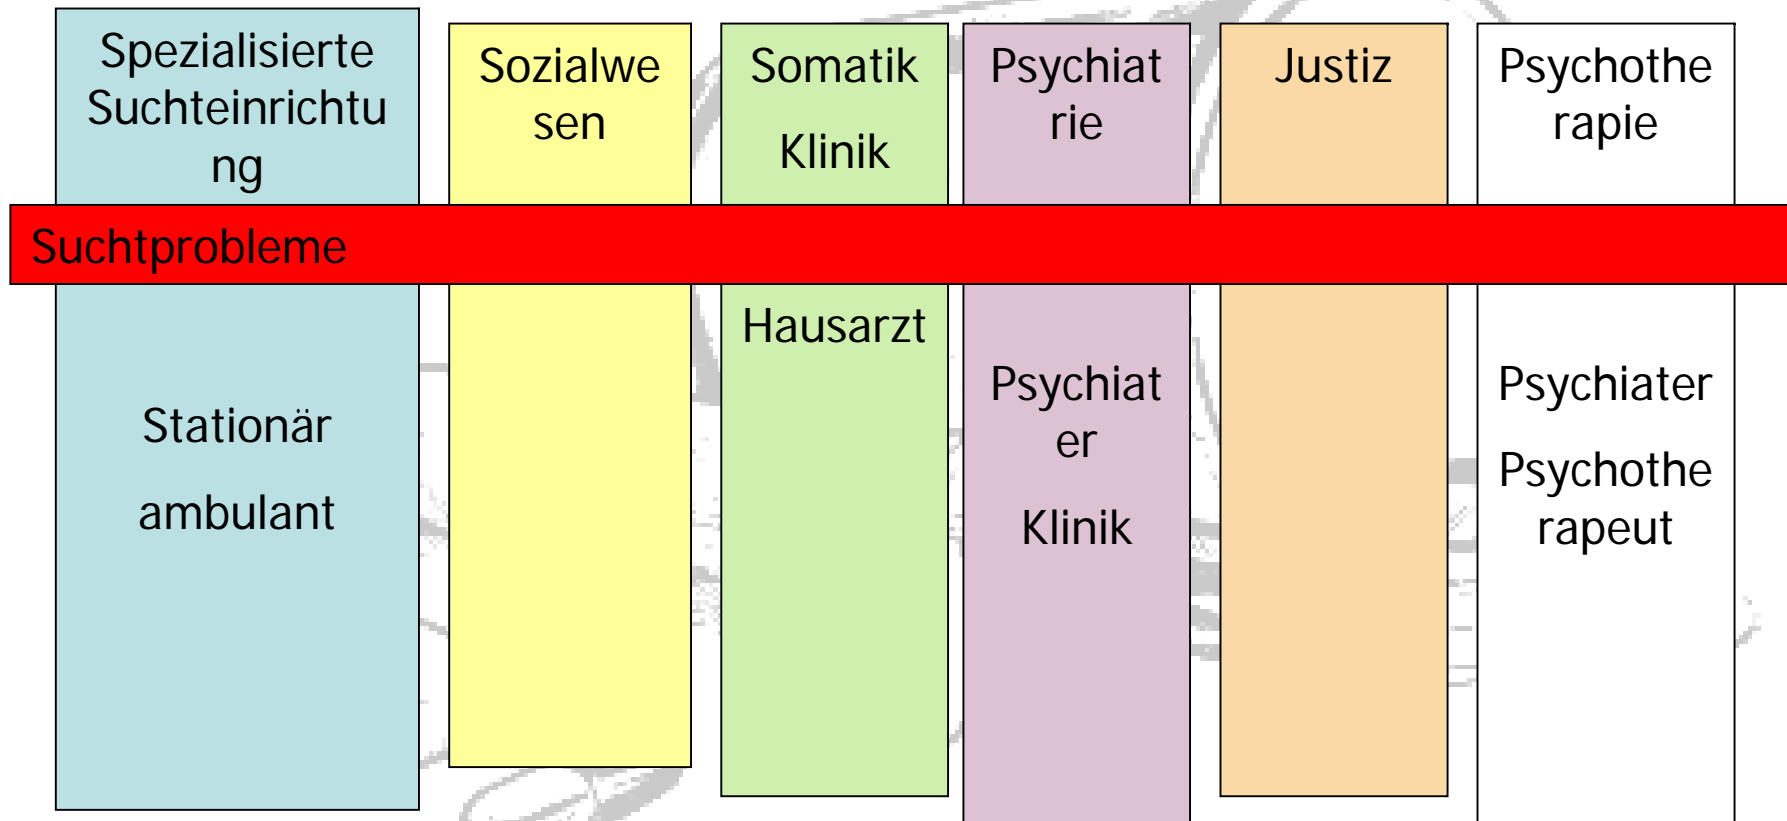 Spezialisierte
Suchteinrichtu
ng
Sozialwe
sen
Somatik
Klinik
Psychiat
rie
Justiz
Psychothe
rapie
Suchtprobleme
Stationär
ambulant
Hausarzt
Psychiat
er
Klinik
Psychiater
Psychothe
rapeut